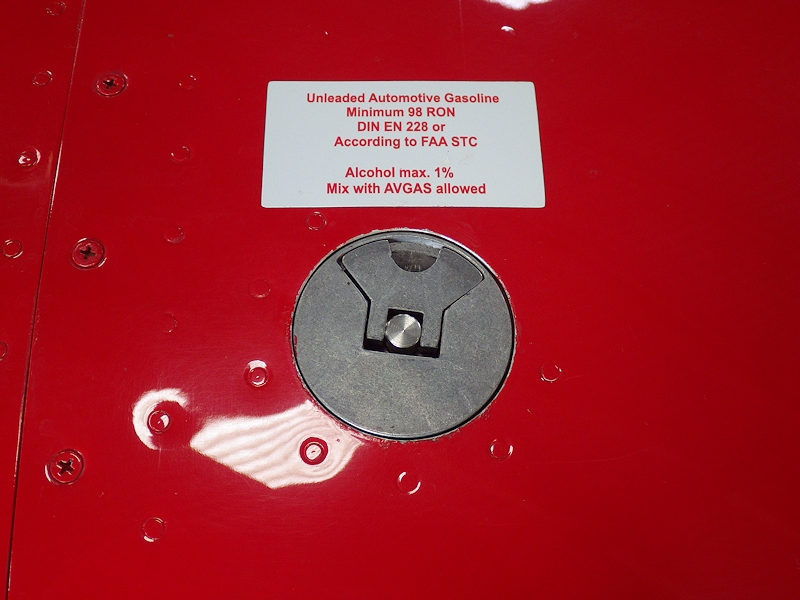 Unleaded Automotive Gasoline
Minimum 98 RON
DIN EN 228 or
According to FAA STC
Alcohol max. 1%
Mix with AVGAS allowed